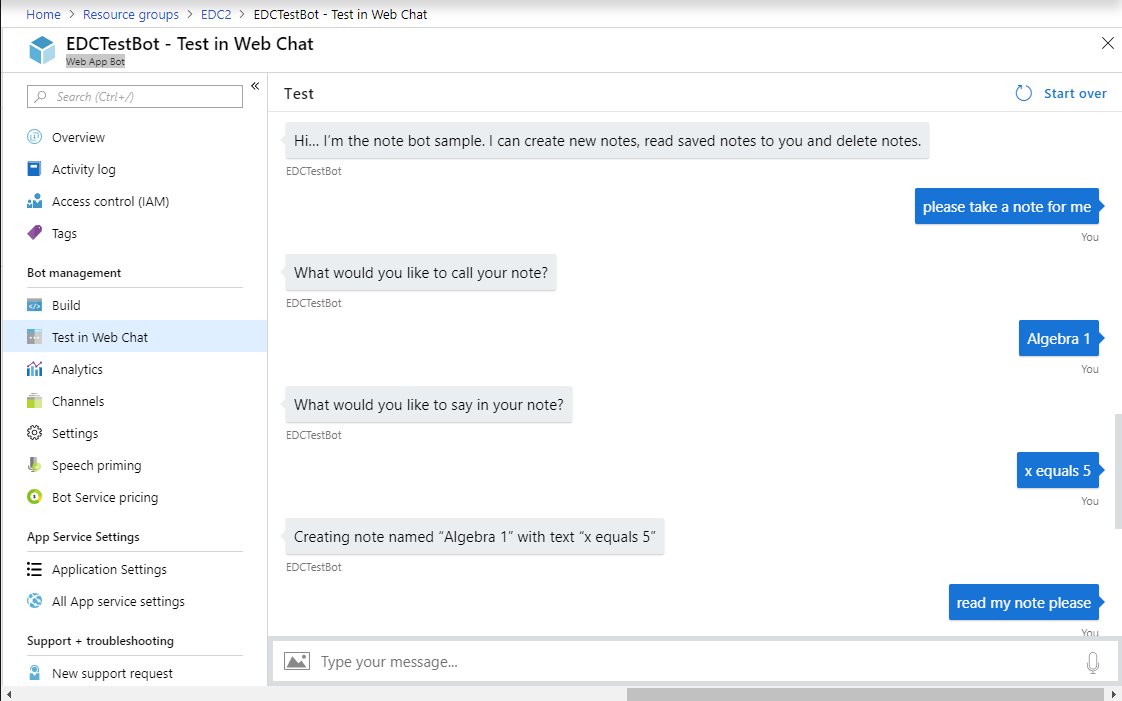 Home > Resource groups > EDC2 > EDCTestBot - Test in Web Chat
EDCTestBot - Test in Web Chat
Web App Bot
Search (Ctrl+/)
Overview
Activity log
Access control (IAM)
Tags
Bot management
Build
Test in Web Chat
Analytics
Channels
Settings
Speech priming
Bot Service pricing
App Service Settings
Application Settings
All App service settings
Support + troubleshooting
New support request
Test
Start over
Hi... I'm the note bot sample. I can create new notes, read saved notes to you and delete notes.
EDCTestBot
please take a note for me
You
What would you like to call your note?
EDCTestBot
Algebra 1
You
What would you like to say in your note?
EDCTestBot
x equals 5
You
Creating note named “Algebra 1” with text “x equals 5”
EDCTestBot
read my note please
You
Type your message...